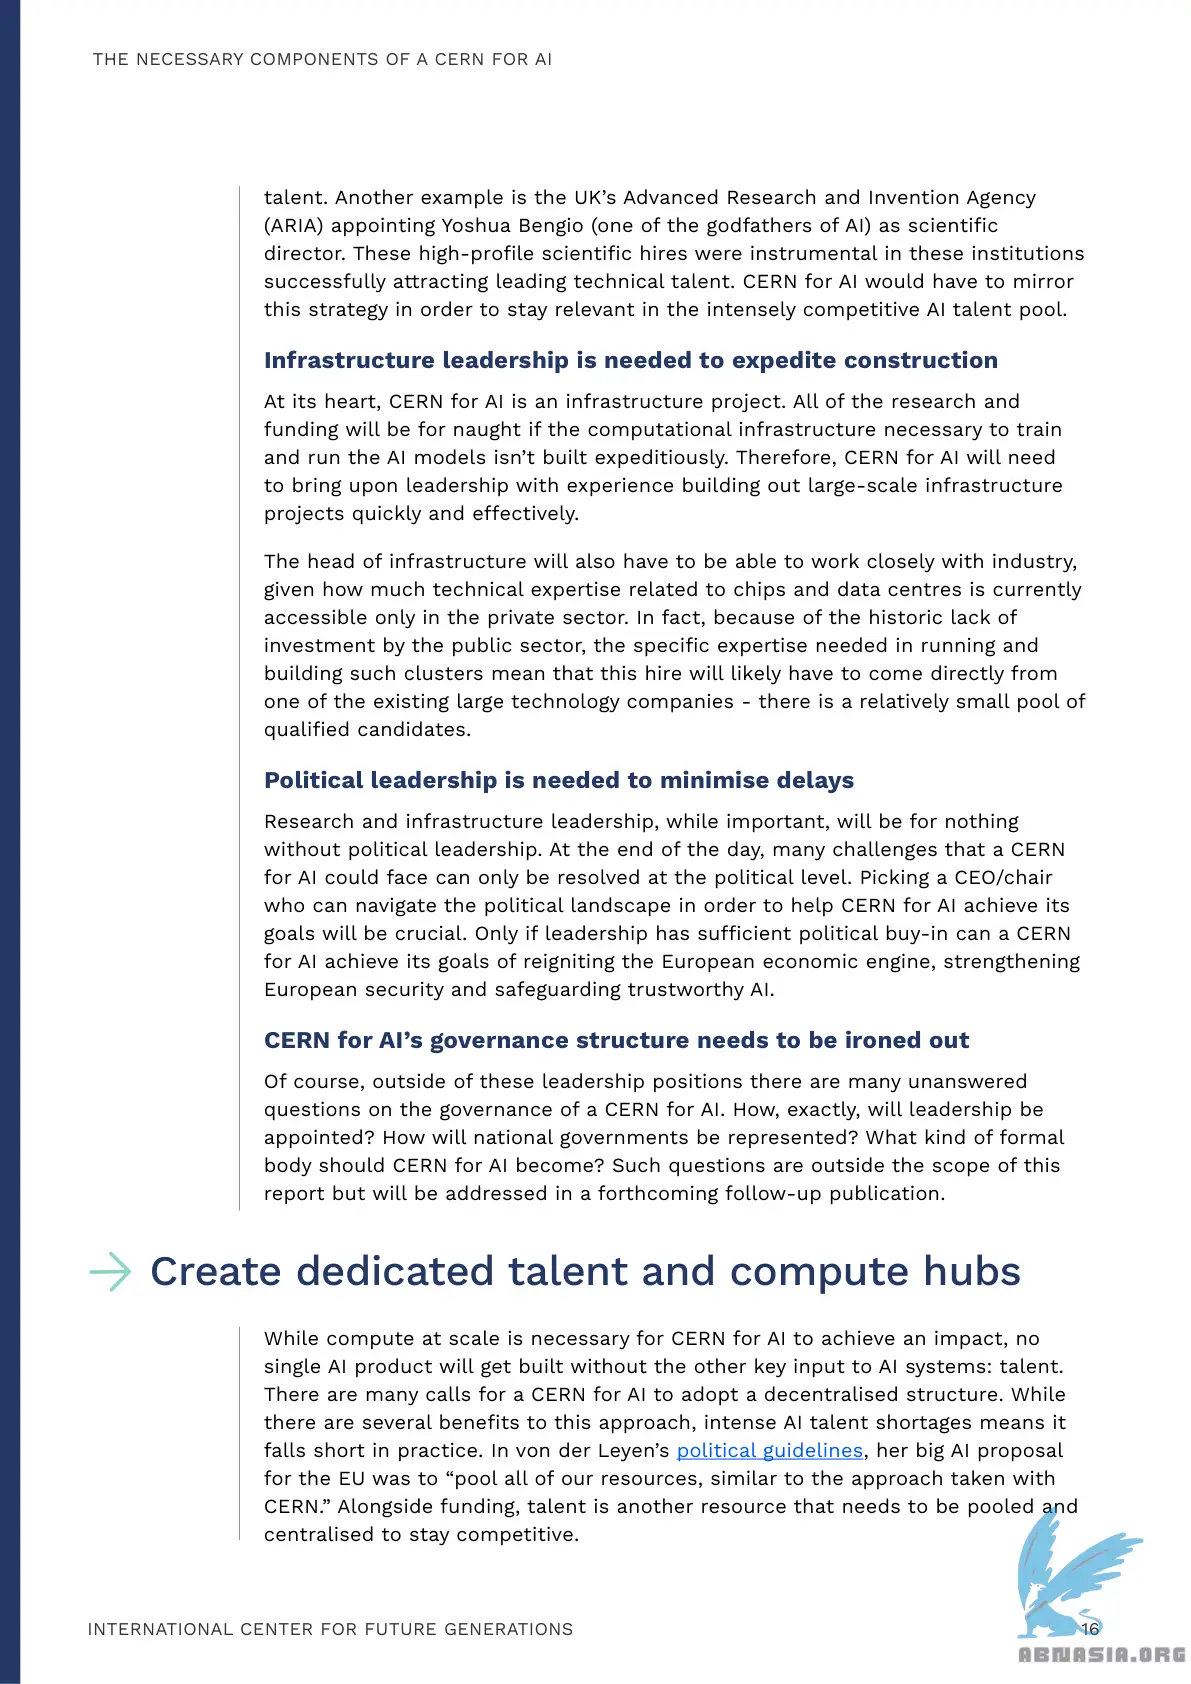 THE NECESSARY COMPONENTS OF A CERN FOR AI
talent. Another example is the UK’s Advanced Research and Invention Agency
(ARIA) appointing Yoshua Bengio (one of the godfathers of AI) as scientific
director. These high-profile scientific hires were instrumental in these institutions
successfully attracting leading technical talent. CERN for AI would have to mirror
this strategy in order to stay relevant in the intensely competitive AI talent pool.
Infrastructure leadership is needed to expedite construction
At its heart, CERN for AI is an infrastructure project. All of the research and
funding will be for naught if the computational infrastructure necessary to train
and run the AI models isn’t built expeditiously. Therefore, CERN for AI will need
to bring upon leadership with experience building out large-scale infrastructure
projects quickly and effectively.
The head of infrastructure will also have to be able to work closely with industry,
given how much technical expertise related to chips and data centres is currently
accessible only in the private sector. In fact, because of the historic lack of
investment by the public sector, the specific expertise needed in running and
building such clusters mean that this hire will likely have to come directly from
one of the existing large technology companies - there is a relatively small pool of
qualified candidates.
Political leadership is needed to minimise delays
Research and infrastructure leadership, while important, will be for nothing
without political leadership. At the end of the day, many challenges that a CERN
for AI could face can only be resolved at the political level. Picking a CEO/chair
who can navigate the political landscape in order to help CERN for AI achieve its
goals will be crucial. Only if leadership has sufficient political buy-in can a CERN
for AI achieve its goals of reigniting the European economic engine, strengthening
European security and safeguarding trustworthy AI.
CERN for AI’s governance structure needs to be ironed out
Of course, outside of these leadership positions there are many unanswered
questions on the governance of a CERN for AI. How, exactly, will leadership be
appointed? How will national governments be represented? What kind of formal
body should CERN for AI become? Such questions are outside the scope of this
report but will be addressed in a forthcoming follow-up publication.
Create dedicated talent and compute hubs
While compute at scale is necessary for CERN for AI to achieve an impact, no
single AI product will get built without the other key input to AI systems: talent.
There are many calls for a CERN for AI to adopt a decentralised structure. While
there are several benefits to this approach, intense AI talent shortages means it
falls short in practice. In von der Leyen’s political guidelines, her big AI proposal
for the EU was to “pool all of our resources, similar to the approach taken with
CERN.” Alongside funding, talent is another resource that needs to be pooled and
centralised to stay competitive.
INTERNATIONAL CENTER FOR FUTURE GENERATIONS
16
ABNASIA.ORG